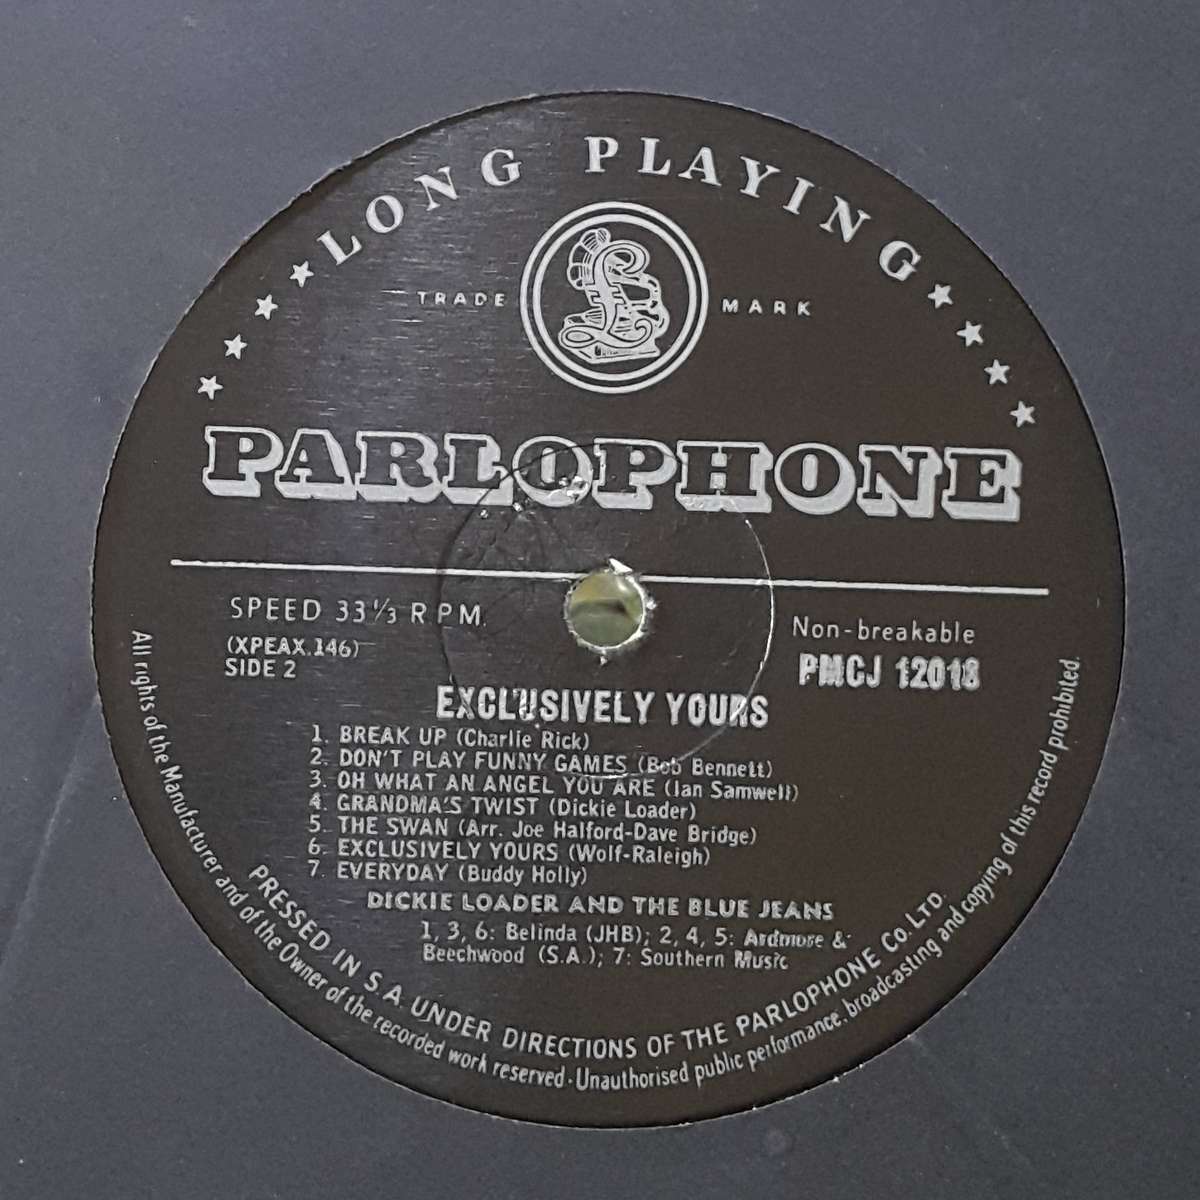 LONG PLAYING
TRADE MARK
£
PARLOPHONE
SPEED 33⅓ R P M.
Non-breakable
(XPEAX.146)
SIDE 2
PMCJ 12018
EXCLUSIVELY YOURS
1. BREAK UP (Charlie Rick)
2. DON'T PLAY FUNNY GAMES (Bob Bennett)
3. OH WHAT AN ANGEL YOU ARE (Ian Samwell)
4. GRANDMA'S TWIST (Dickie Loader)
5. THE SWAN (Arr. Joe Halford-Dave Bridge)
6. EXCLUSIVELY YOURS (Wolf-Raleigh)
7. EVERYDAY (Buddy Holly)
DICKIE LOADER AND THE BLUE JEANS
1, 3, 6: Belinda (JHB); 2, 4, 5: Ardmore &
Beechwood (S.A.); 7: Southern Music
PRESSED IN S.A. UNDER DIRECTIONS OF THE PARLOPHONE CO. LTD.
All rights of the Manufacturer and of the Owner of the recorded work reserved·Unauthorised public performance, broadcasting and copying of this record prohibited.